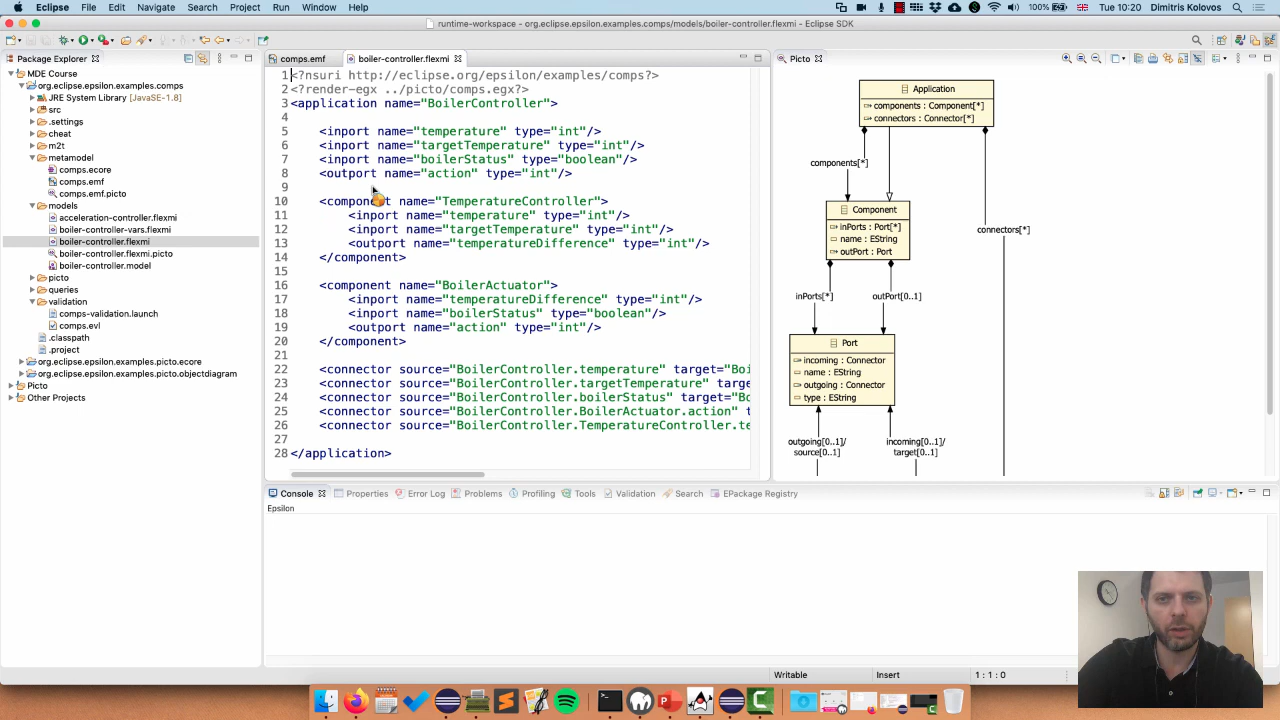 Eclipse File Edit Navigate Search Project Run Window Help
100% Tue 10:20 Dimitris Kolovos
runtime-workspace - org.eclipse.epsilon.examples.comps/models/boiler-controller.flexmi - Eclipse SDK
Package Explorer
MDE Course
org.eclipse.epsilon.examples.comps
JRE System Library [JavaSE-1.8]
src
.settings
cheat
m2t
metamodel
comps.ecore
comps.emf
comps.emf.picto
models
acceleration-controller.flexmi
boiler-controller-vars.flexmi
boiler-controller.flexmi
boiler-controller.flexmi.picto
boiler-controller.model
picto
queries
validation
comps-validation.launch
comps.evl
.classpath
.project
org.eclipse.epsilon.examples.picto.ecore
org.eclipse.epsilon.examples.picto.objectdiagram
Picto
Other Projects
comps.emf boiler-controller.flexmi
1 <?nsuri http://eclipse.org/epsilon/examples/comps?>
2 <?render-egx ../picto/comps.egx?>
3 <application name="BoilerController">
4
5 <inport name="temperature" type="int"/>
6 <inport name="targetTemperature" type="int"/>
7 <inport name="boilerStatus" type="boolean"/>
8 <outport name="action" type="int"/>
9
10 <component name="TemperatureController">
11 <inport name="temperature" type="int"/>
12 <inport name="targetTemperature" type="int"/>
13 <outport name="temperatureDifference" type="int"/>
14 </component>
15
16 <component name="BoilerActuator">
17 <inport name="temperatureDifference" type="int"/>
18 <inport name="boilerStatus" type="boolean"/>
19 <outport name="action" type="int"/>
20 </component>
21
22 <connector source="BoilerController.temperature" target="Boi
23 <connector source="BoilerController.targetTemperature" targe
24 <connector source="BoilerController.boilerStatus" target="Bo
25 <connector source="BoilerController.BoilerActuator.action" t
26 <connector source="BoilerController.TemperatureController.te
27
28 </application>
Picto
Application
components : Component[*]
connectors : Connector[*]
components[*]
Component
inPorts : Port[*]
name : EString
outPort : Port
connectors[*]
inPorts[*] outPort[0..1]
Port
incoming : Connector
name : EString
outgoing : Connector
type : EString
outgoing[0..1]/
source[0..1]
incoming[0..1]/
target[0..1]
Console Properties Error Log Problems Profiling Tools Validation Search EPackage Registry
Epsilon
Writable Insert 1 : 1 : 0